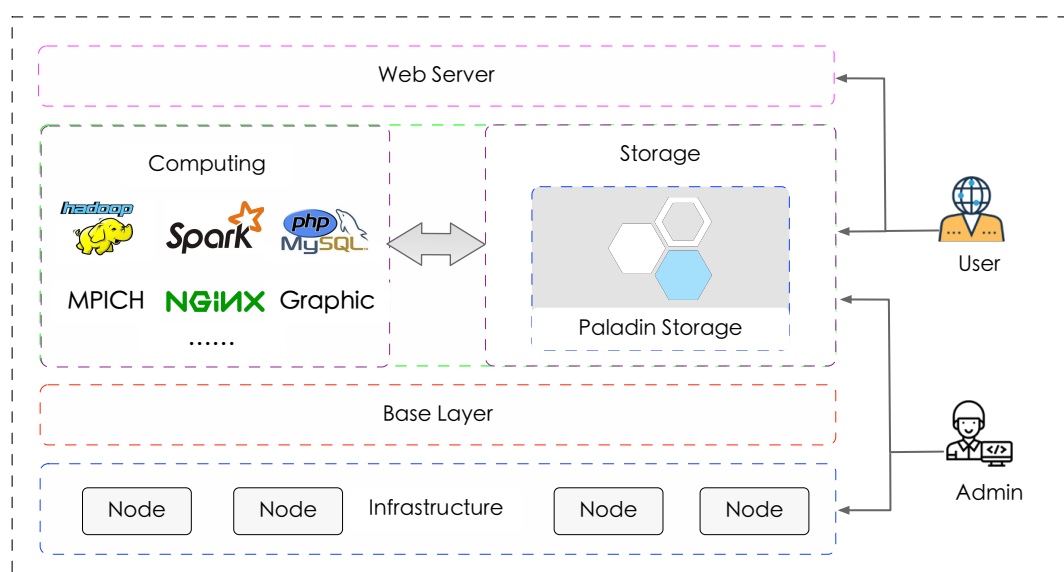 Web Server
Computing
Storage
hadoop
Spark
php
MySQL
MPICH
NGINX
Graphic
......
Paladin Storage
User
Base Layer
</>
Admin
Node
Node
Infrastructure
Node
Node